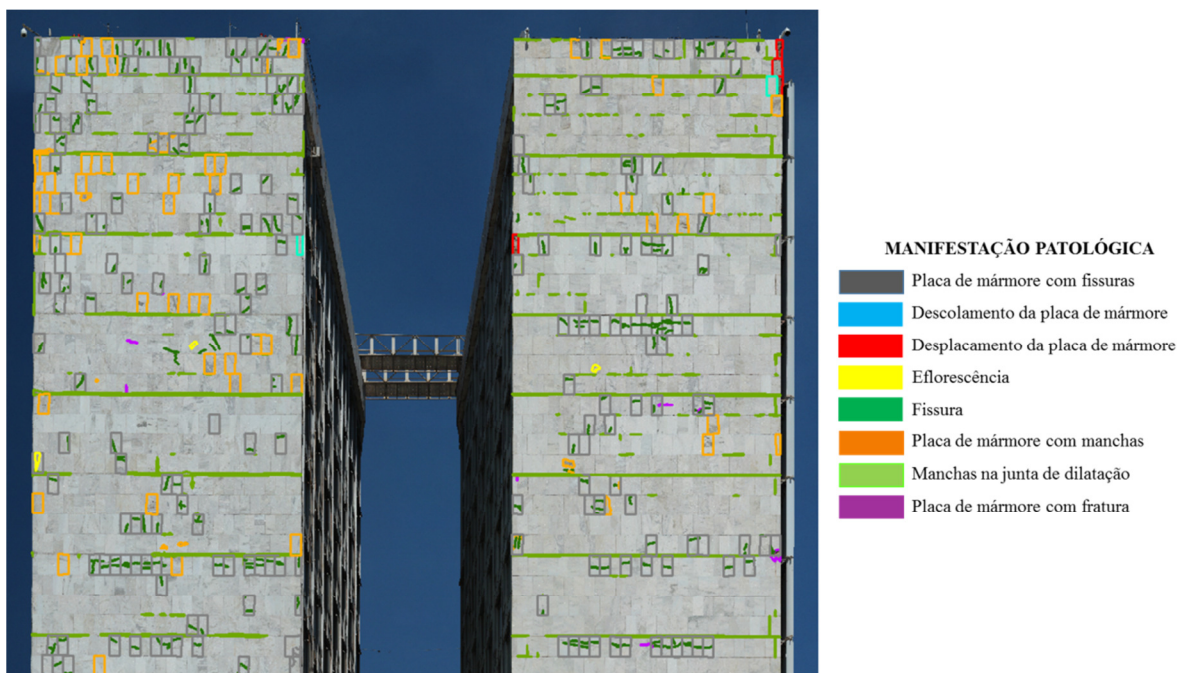 MANIFESTAÇÃO PATOLÓGICA
Placa de mármore com fissuras
Descolamento da placa de mármore
Desplacamento da placa de mármore
Eflorescência
Fissura
Placa de mármore com manchas
Manchas na junta de dilatação
Placa de mármore com fratura